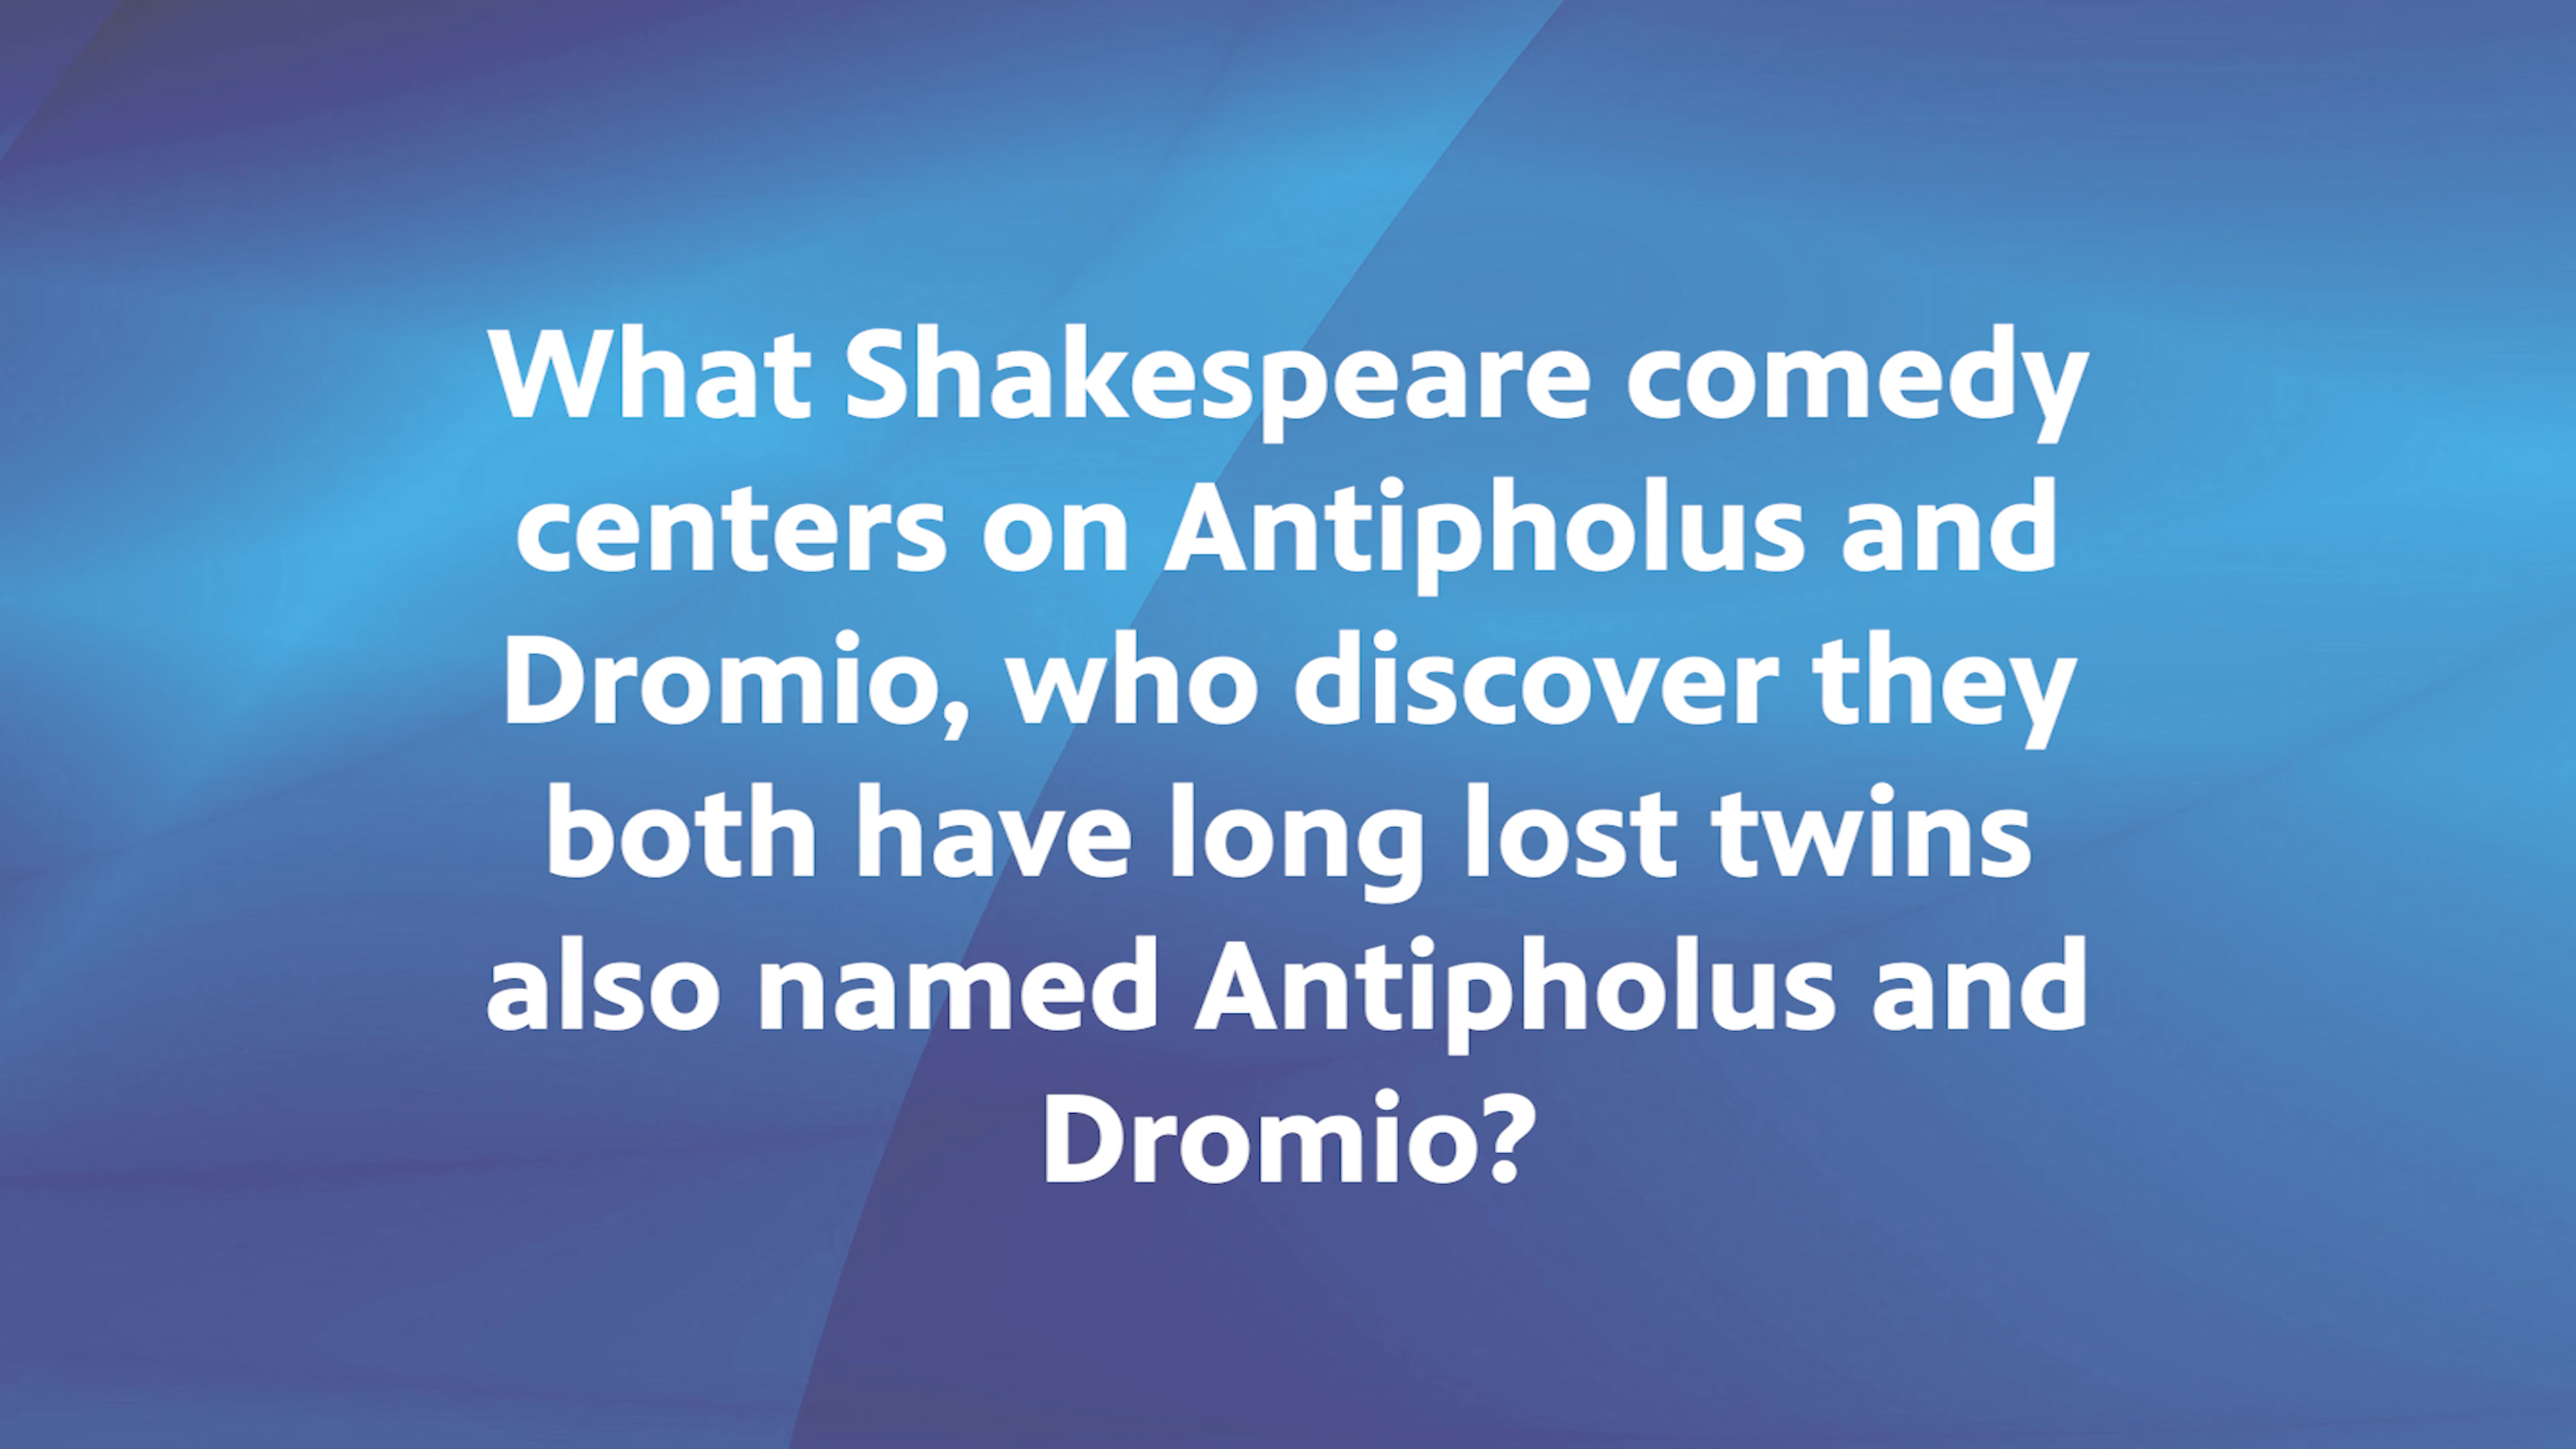 What Shakespeare comedy
centers on Antipholus and
Dromio, who discover they
both have long lost twins
also named Antipholus and
Dromio?